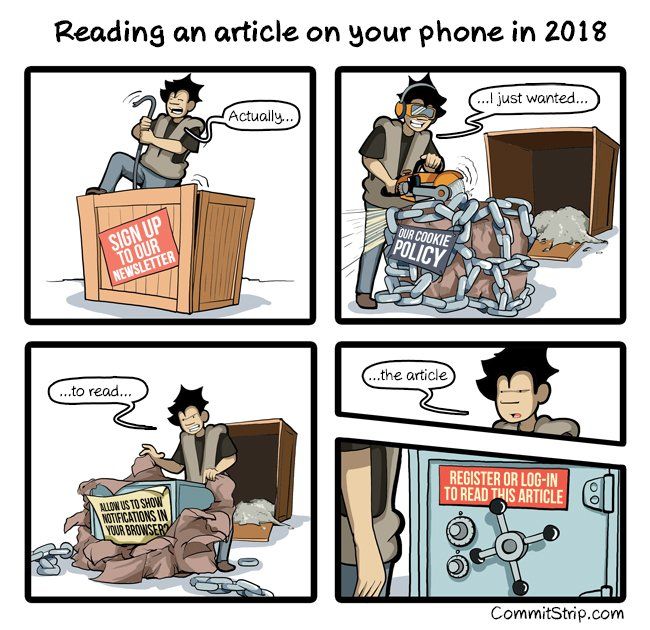 Reading an article on your phone in 2018
Actually...
SIGN UP
TO OUR
NEWSLETTER
...I just wanted...
OUR COOKIE
POLICY
...to read...
ALLOW US TO SHOW
NOTIFICATIONS IN
YOUR BROWSER?
...the article
REGISTER OR LOG-IN
TO READ THIS ARTICLE
CommitStrip.com